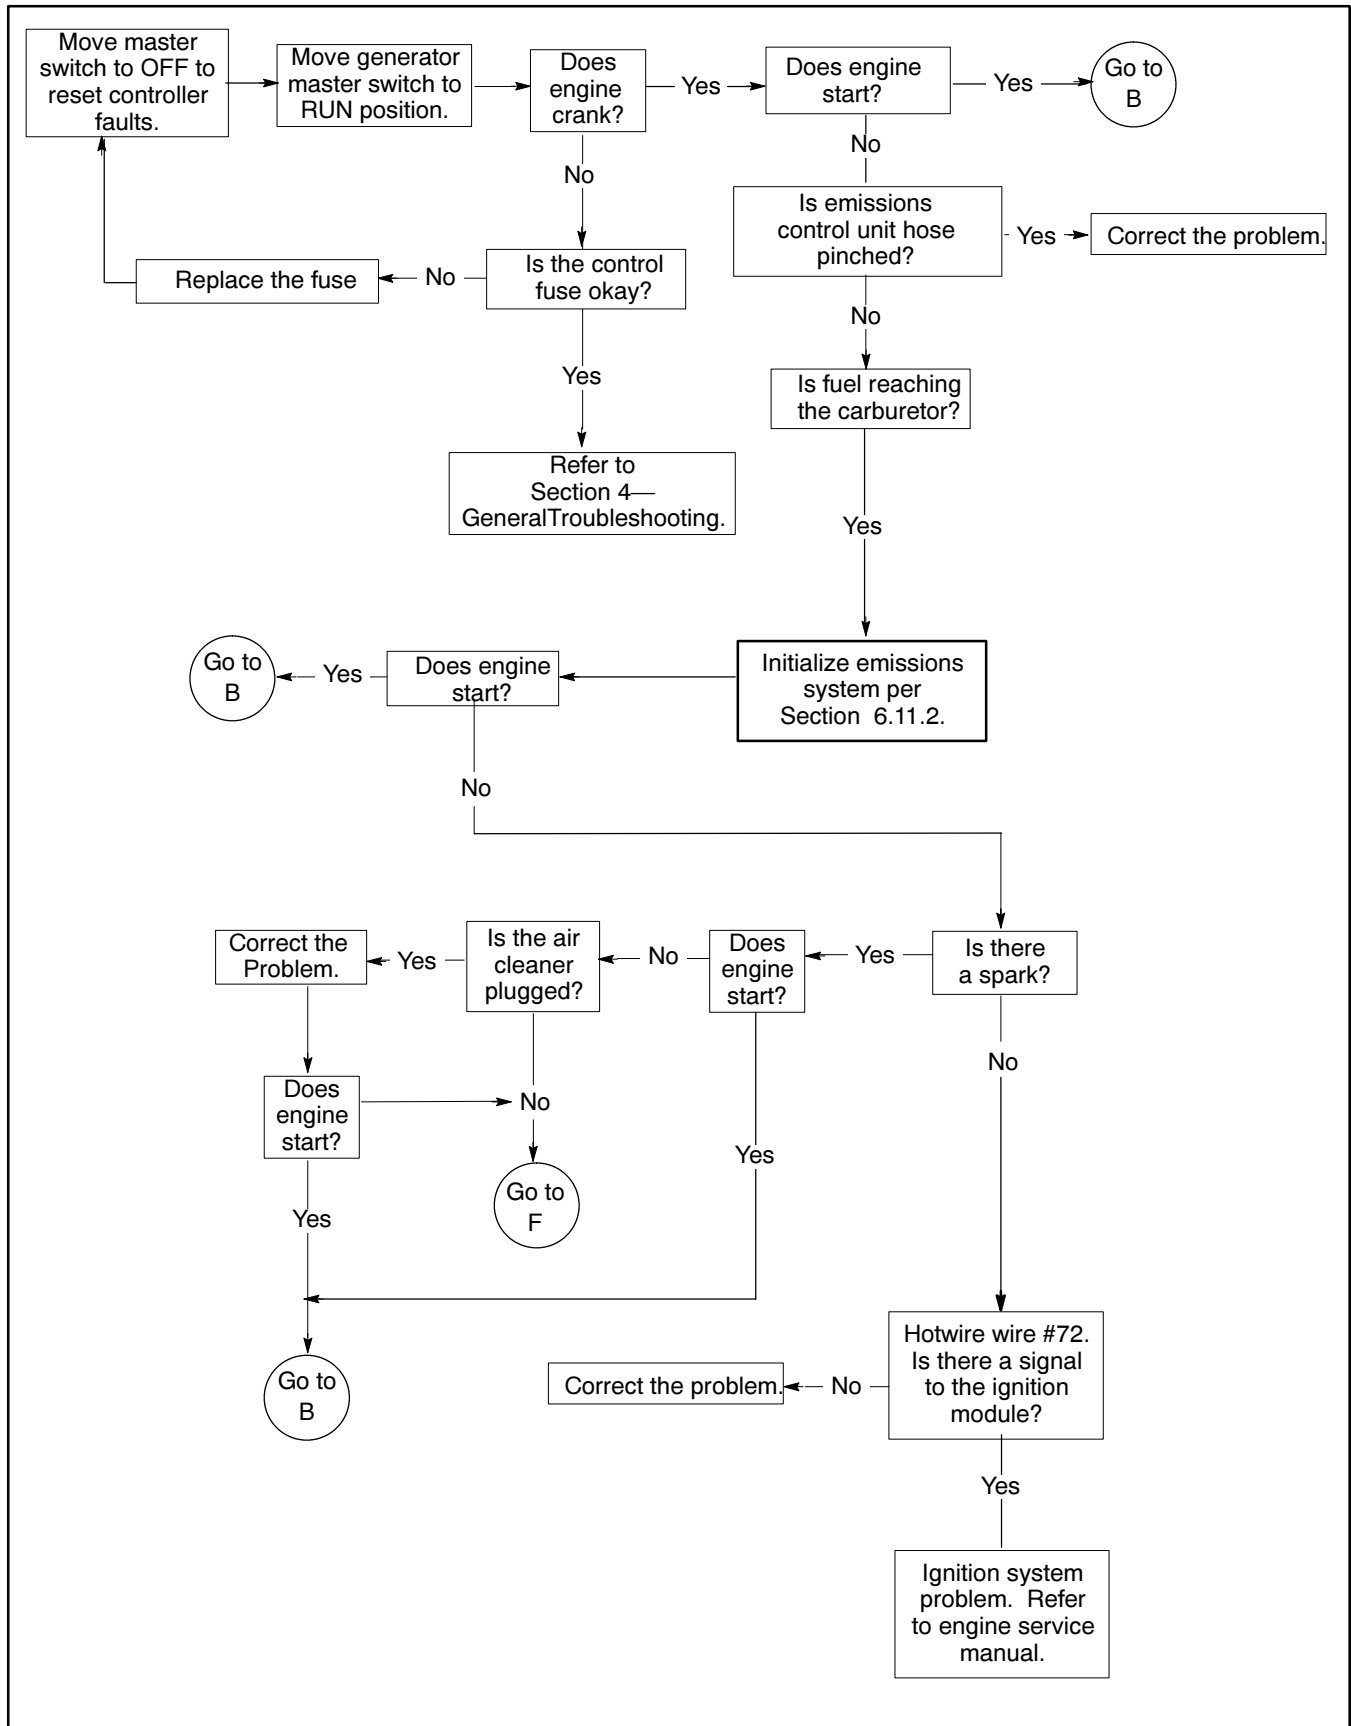 Move master
switch to OFF to
reset controller
faults.
Move generator
master switch to
RUN position.
Does
engine
crank?
Yes
Does engine
start?
Yes
Go to
B
No
No
Is emissions
control unit hose
pinched?
Yes
Correct the problem.
Is the control
fuse okay?
No
Replace the fuse
No
Yes
Is fuel reaching
the carburetor?
Refer to
Section 4—
GeneralTroubleshooting.
Yes
Initialize emissions
system per
Section 6.11.2.
Does engine
start?
Yes
Go to
B
No
Is there
a spark?
Yes
Does
engine
start?
No
Is the air
cleaner
plugged?
Yes
Correct the
Problem.
No
Does
engine
start?
No
Yes
Go to
F
Yes
Go to
B
Hotwire wire #72.
Is there a signal
to the ignition
module?
No
Correct the problem.
Yes
Ignition system
problem. Refer
to engine service
manual.